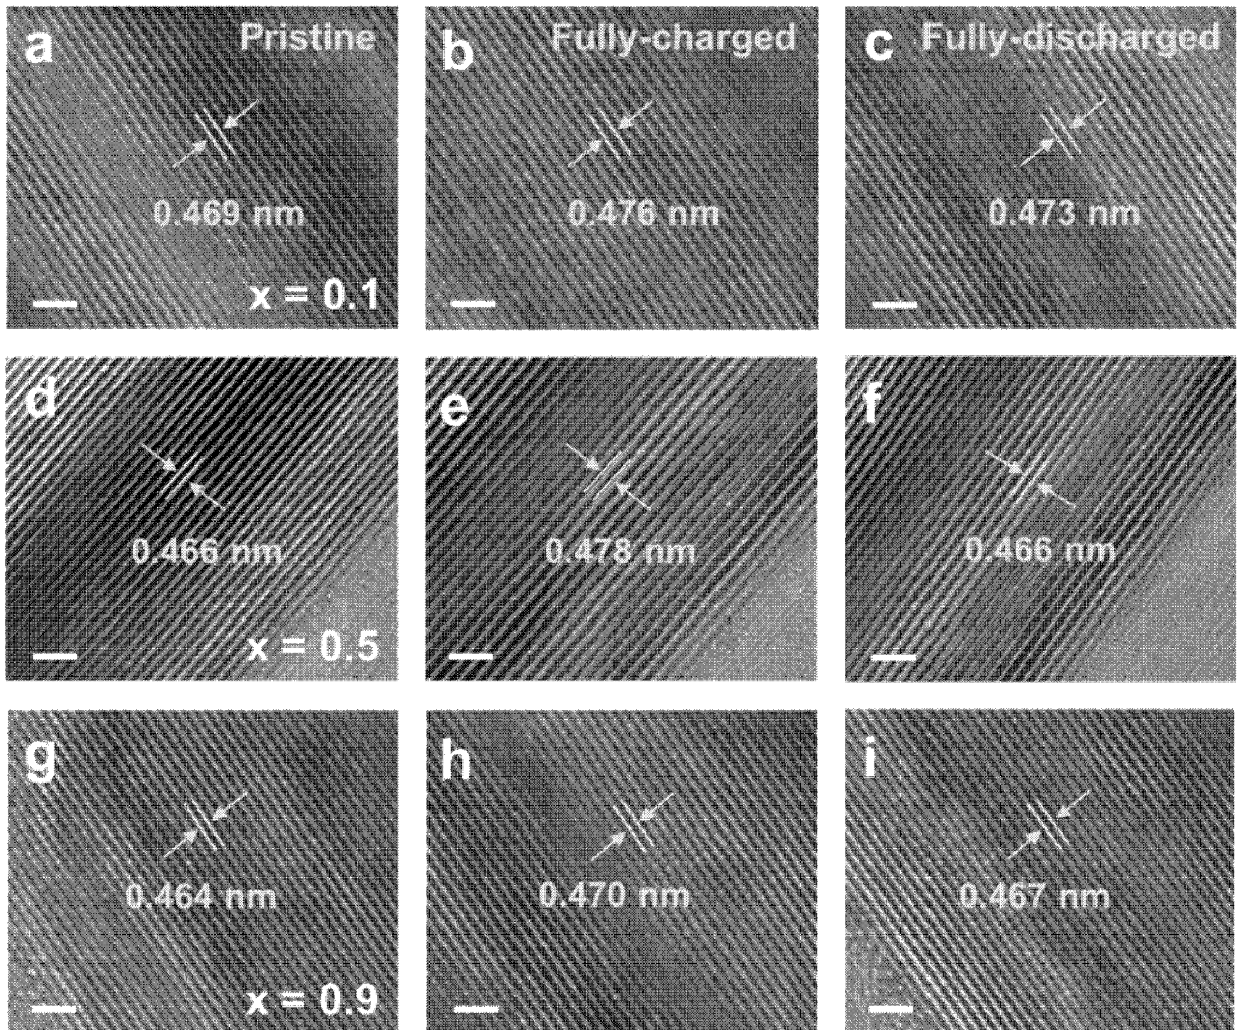 a Pristine
0.469 nm
x = 0.1
b Fully-charged
0.476 nm
c Fully-discharged
0.473 nm
d
0.466 nm
x = 0.5
e
0.478 nm
f
0.466 nm
g
0.464 nm
x = 0.9
h
0.470 nm
i
0.467 nm